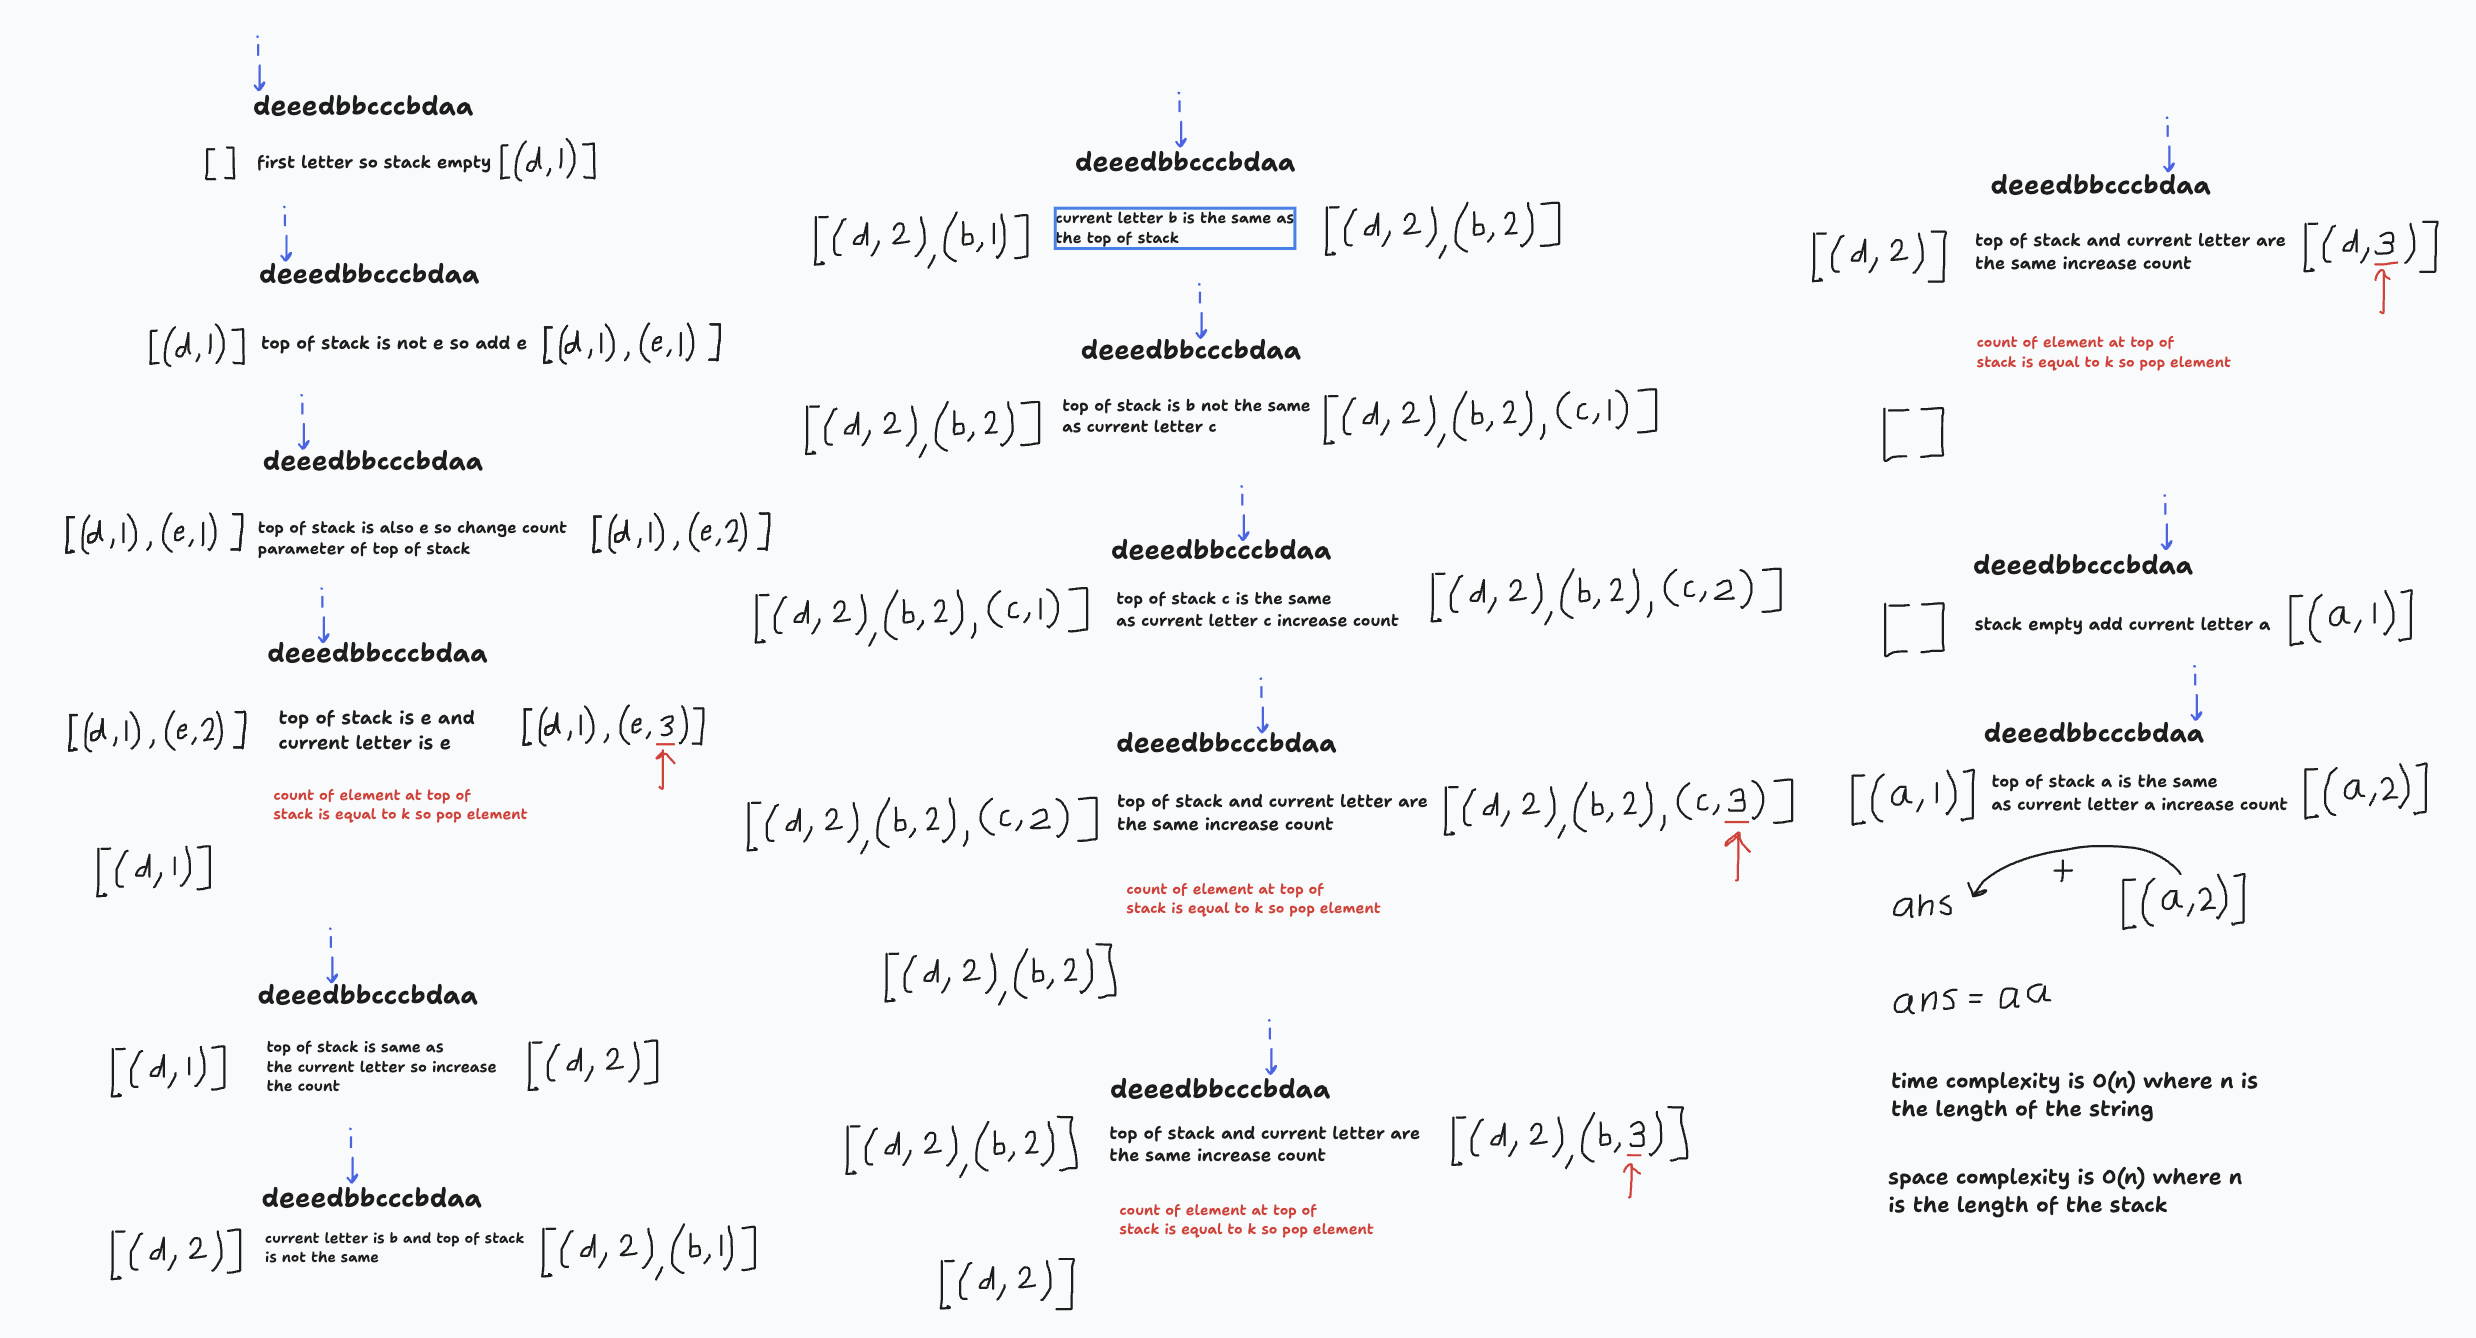 i
deeedbbcccbdaa
[ ] first letter so stack empty [(d,1)]
i
deeedbbcccbdaa
[(d,1)] top of stack is not e so add e [(d,1),(e,1)]
i
deeedbbcccbdaa
[(d,1),(e,1)] top of stack is also e so change count [(d,1),(e,2)]
parameter of top of stack
i
deeedbbcccbdaa
[(d,1),(e,2)] top of stack is e and [(d,1),(e,3)]
current letter is e
count of element at top of
stack is equal to k so pop element
[(d,1)]
i
deeedbbcccbdaa
[(d,1)] top of stack is same as [(d,2)]
the current letter so increase
the count
i
deeedbbcccbdaa
[(d,2)] current letter is b and top of stack [(d,2),(b,1)]
is not the same
i
deeedbbcccbdaa
[(d,2),(b,1)] current letter b is the same as [(d,2),(b,2)]
the top of stack
i
deeedbbcccbdaa
[(d,2),(b,2)] top of stack is b not the same [(d,2),(b,2),(c,1)]
as current letter c
i
deeedbbcccbdaa
[(d,2),(b,2),(c,1)] top of stack c is the same [(d,2),(b,2),(c,2)]
as current letter c increase count
i
deeedbbcccbdaa
[(d,2),(b,2),(c,2)] top of stack and current letter are [(d,2),(b,2),(c,3)]
the same increase count
count of element at top of
stack is equal to k so pop element
[(d,2),(b,2)]
i
deeedbbcccbdaa
[(d,2),(b,2)] top of stack and current letter are [(d,2),(b,3)]
the same increase count
count of element at top of
stack is equal to k so pop element
[(d,2)]
i
deeedbbcccbdaa
[(d,2)] top of stack and current letter are [(d,3)]
the same increase count
count of element at top of
stack is equal to k so pop element
[ ]
i
deeedbbcccbdaa
[ ] stack empty add current letter a [(a,1)]
i
deeedbbcccbdaa
[(a,1)] top of stack a is the same [(a,2)]
as current letter a increase count
+
ans [(a,2)]
ans = aa
time complexity is O(n) where n is
the length of the string
space complexity is O(n) where n
is the length of the stack